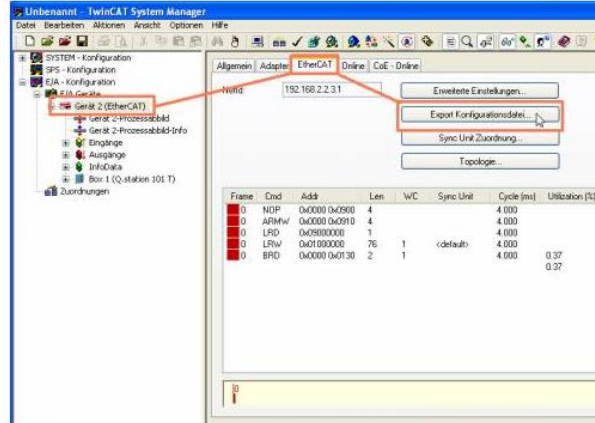 Unbenannt - TwinCAT System Manager
Datei Bearbeiten Aktionen Ansicht Optionen Hilfe
SYSTEM - Konfiguration
SPS - Konfiguration
E/A - Konfiguration
E/A Geräte
Gerät 2 (EtherCAT)
Gerät 2-Prozessabbild
Gerät 2-Prozessabbild-Info
Eingänge
Ausgänge
InfoData
Box 1 (Q.station 101 T)
Zuordnungen
Allgemein Adapter EtherCAT Online CoE - Online
NetId: 192.168.2.2.3.1
Erweiterte Einstellungen...
Export Konfigurationsdatei...
Sync Unit Zuordnung...
Topologie...
Frame Cmd Addr Len WC Sync Unit Cycle (ms) Utilization (%)
0 NOP 0x0000 0x0900 4 4.000
0 ARMW 0x0000 0x0910 4 4.000
0 LRD 0x09000000 1 4.000
0 LRW 0x01000000 76 1 <default> 4.000
0 BRD 0x0000 0x0130 2 1 4.000 0.37
0.37
0